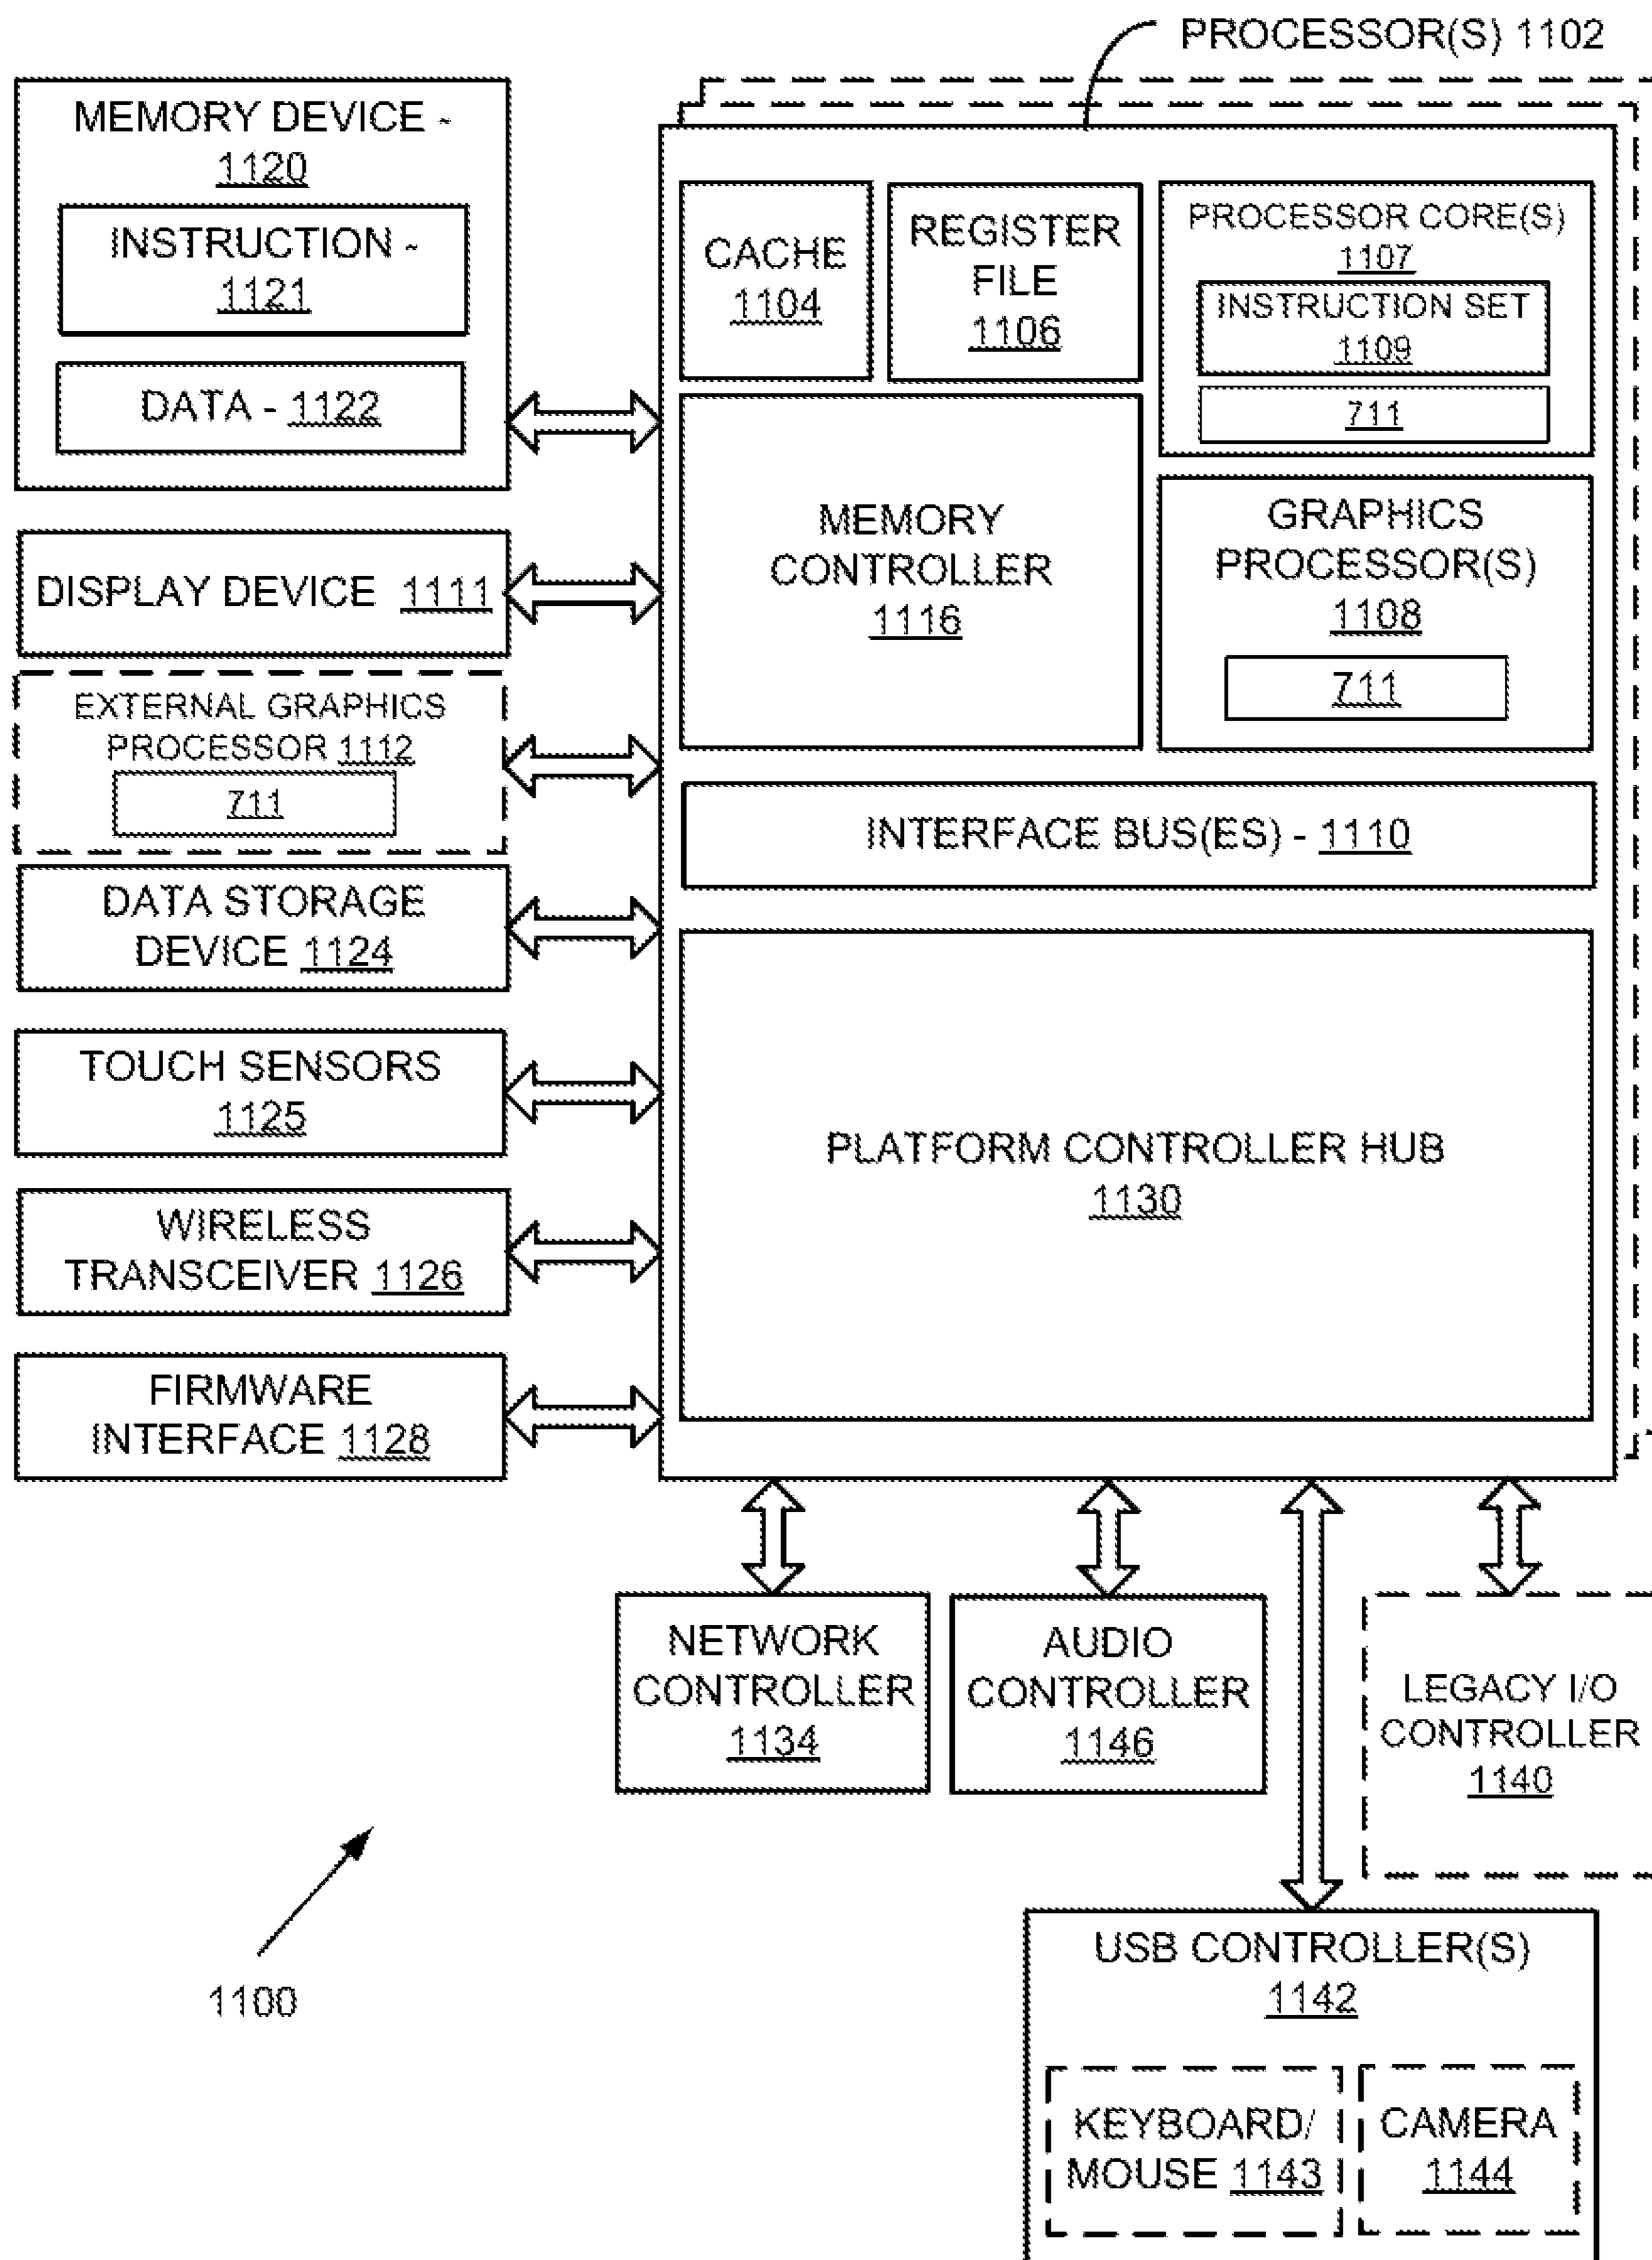 PROCESSOR(S) 1102
MEMORY DEVICE -
1120
INSTRUCTION -
1121
DATA - 1122
CACHE
1104
REGISTER
FILE
1106
PROCESSOR CORE(S)
1107
INSTRUCTION SET
1109
711
MEMORY
CONTROLLER
1116
GRAPHICS
PROCESSOR(S)
1108
711
DISPLAY DEVICE 1111
EXTERNAL GRAPHICS
PROCESSOR 1112
711
INTERFACE BUS(ES) - 1110
DATA STORAGE
DEVICE 1124
TOUCH SENSORS
1125
PLATFORM CONTROLLER HUB
1130
WIRELESS
TRANSCEIVER 1126
FIRMWARE
INTERFACE 1128
NETWORK
CONTROLLER
1134
AUDIO
CONTROLLER
1146
LEGACY I/O
CONTROLLER
1140
1100
USB CONTROLLER(S)
1142
KEYBOARD/
MOUSE 1143
CAMERA
1144